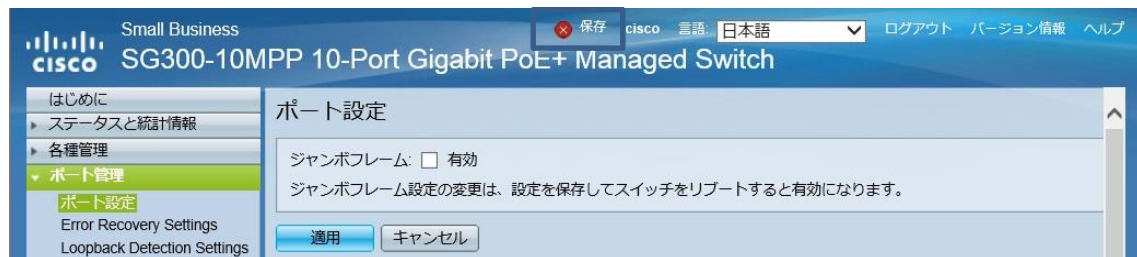 Small Business
保存 cisco 言語: 日本語 ログアウト バージョン情報 ヘルプ
CISCO SG300-10MPP 10-Port Gigabit PoE+ Managed Switch
はじめに
ステータスと統計情報
各種管理
ポート管理
ポート設定
Error Recovery Settings
Loopback Detection Settings
ポート設定
ジャンボフレーム: 有効
ジャンボフレーム設定の変更は、設定を保存してスイッチをリブートすると有効になります。
適用 キャンセル